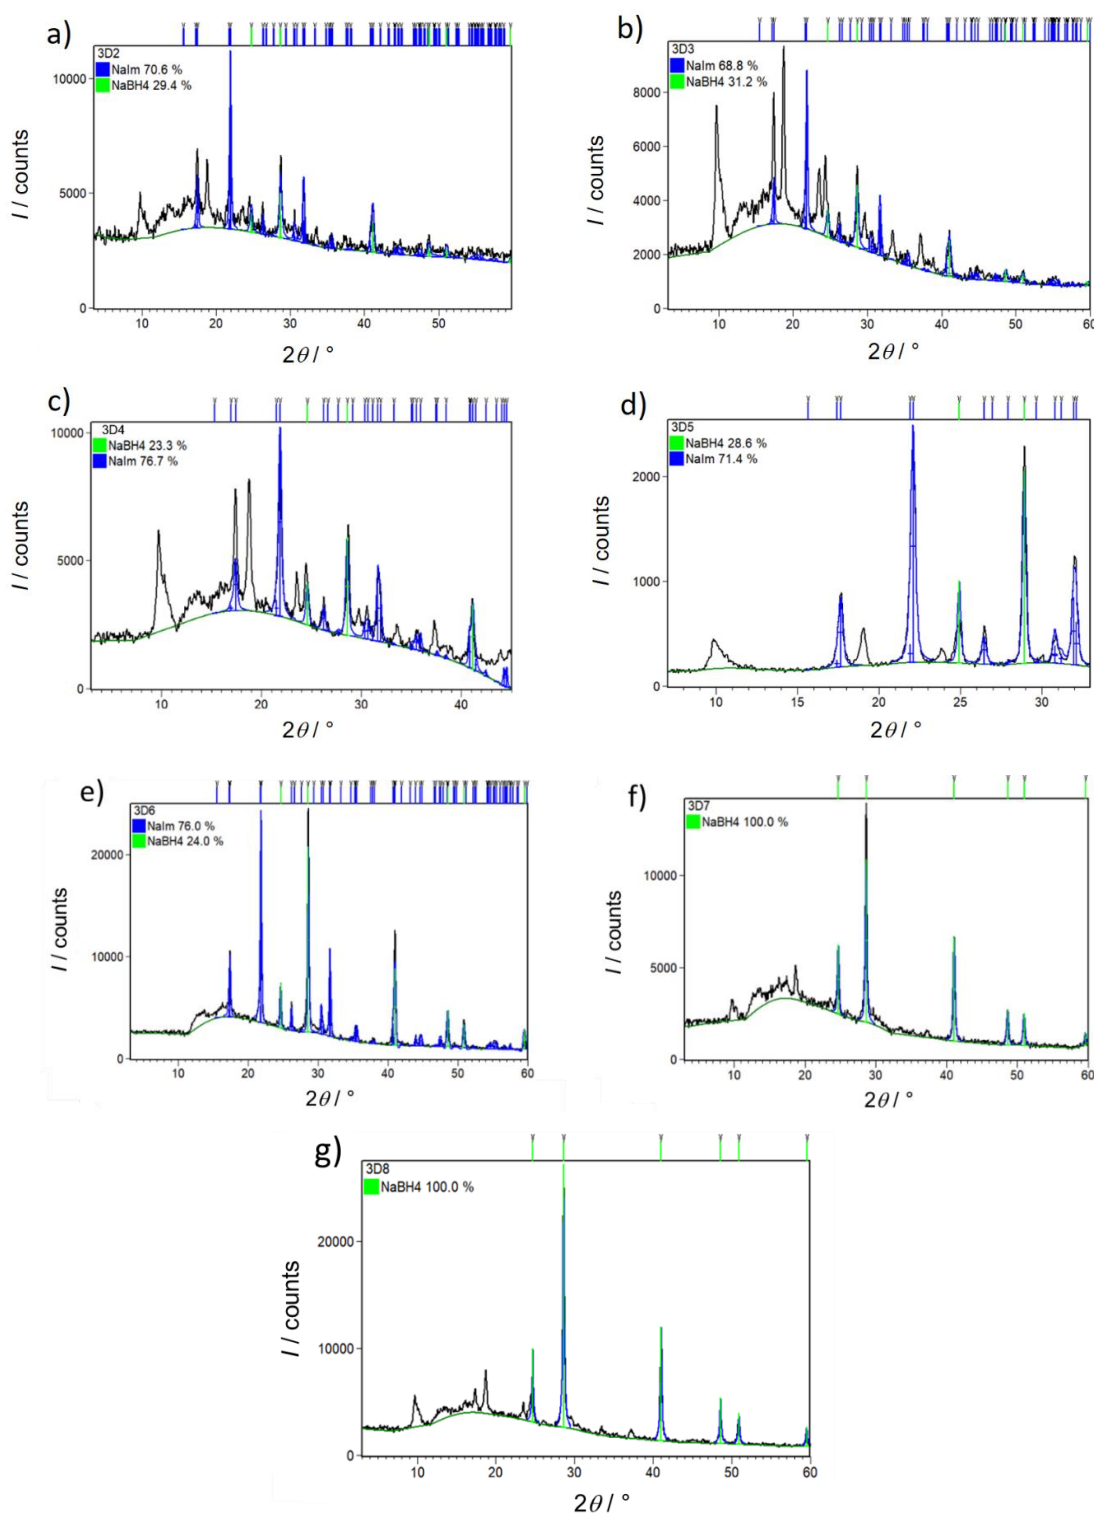 a)
3D2
NaIm 70.6 %
NaBH4 29.4 %
10000
5000
0
I / counts
10 20 30 40 50
2θ / °
b)
3D3
NaIm 68.8 %
NaBH4 31.2 %
8000
6000
4000
2000
0
I / counts
10 20 30 40 50 60
2θ / °
c)
3D4
NaBH4 23.3 %
NaIm 76.7 %
10000
5000
0
I / counts
10 20 30 40
2θ / °
d)
3D5
NaBH4 28.6 %
NaIm 71.4 %
2000
1000
0
I / counts
10 15 20 25 30
2θ / °
e)
3D6
NaIm 76.0 %
NaBH4 24.0 %
20000
10000
0
I / counts
10 20 30 40 50 60
2θ / °
f)
3D7
NaBH4 100.0 %
10000
5000
0
I / counts
10 20 30 40 50 60
2θ / °
g)
3D8
NaBH4 100.0 %
20000
10000
0
I / counts
10 20 30 40 50 60
2θ / °